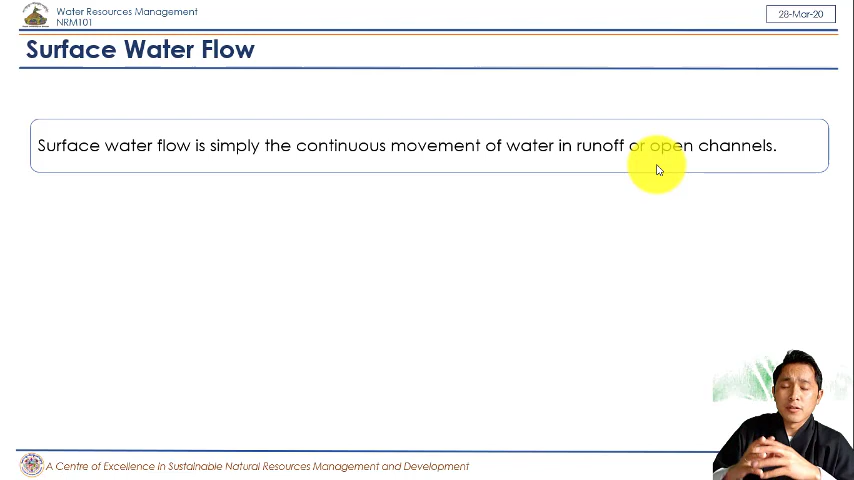 Water Resources Management
NRM101
28-Mar-20
Surface Water Flow
Surface water flow is simply the continuous movement of water in runoff or open channels.
A Centre of Excellence in Sustainable Natural Resources Management and Development